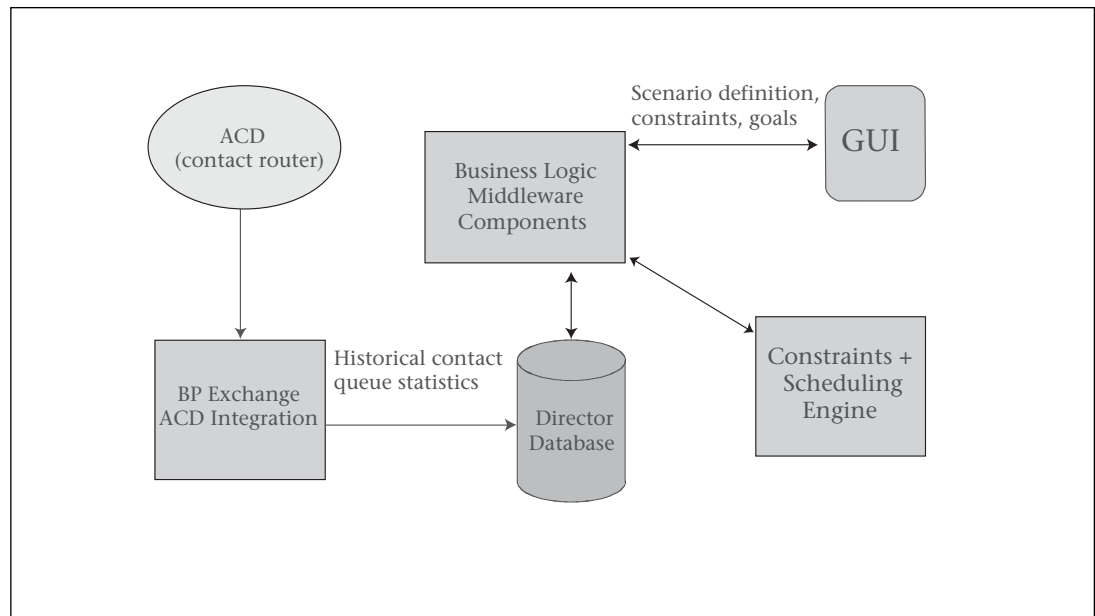 ACD
(contact router)
Scenario definition,
constraints, goals
GUI
Business Logic
Middleware
Components
BP Exchange
ACD Integration
Historical contact
queue statistics
Director
Database
Constraints +
Scheduling
Engine